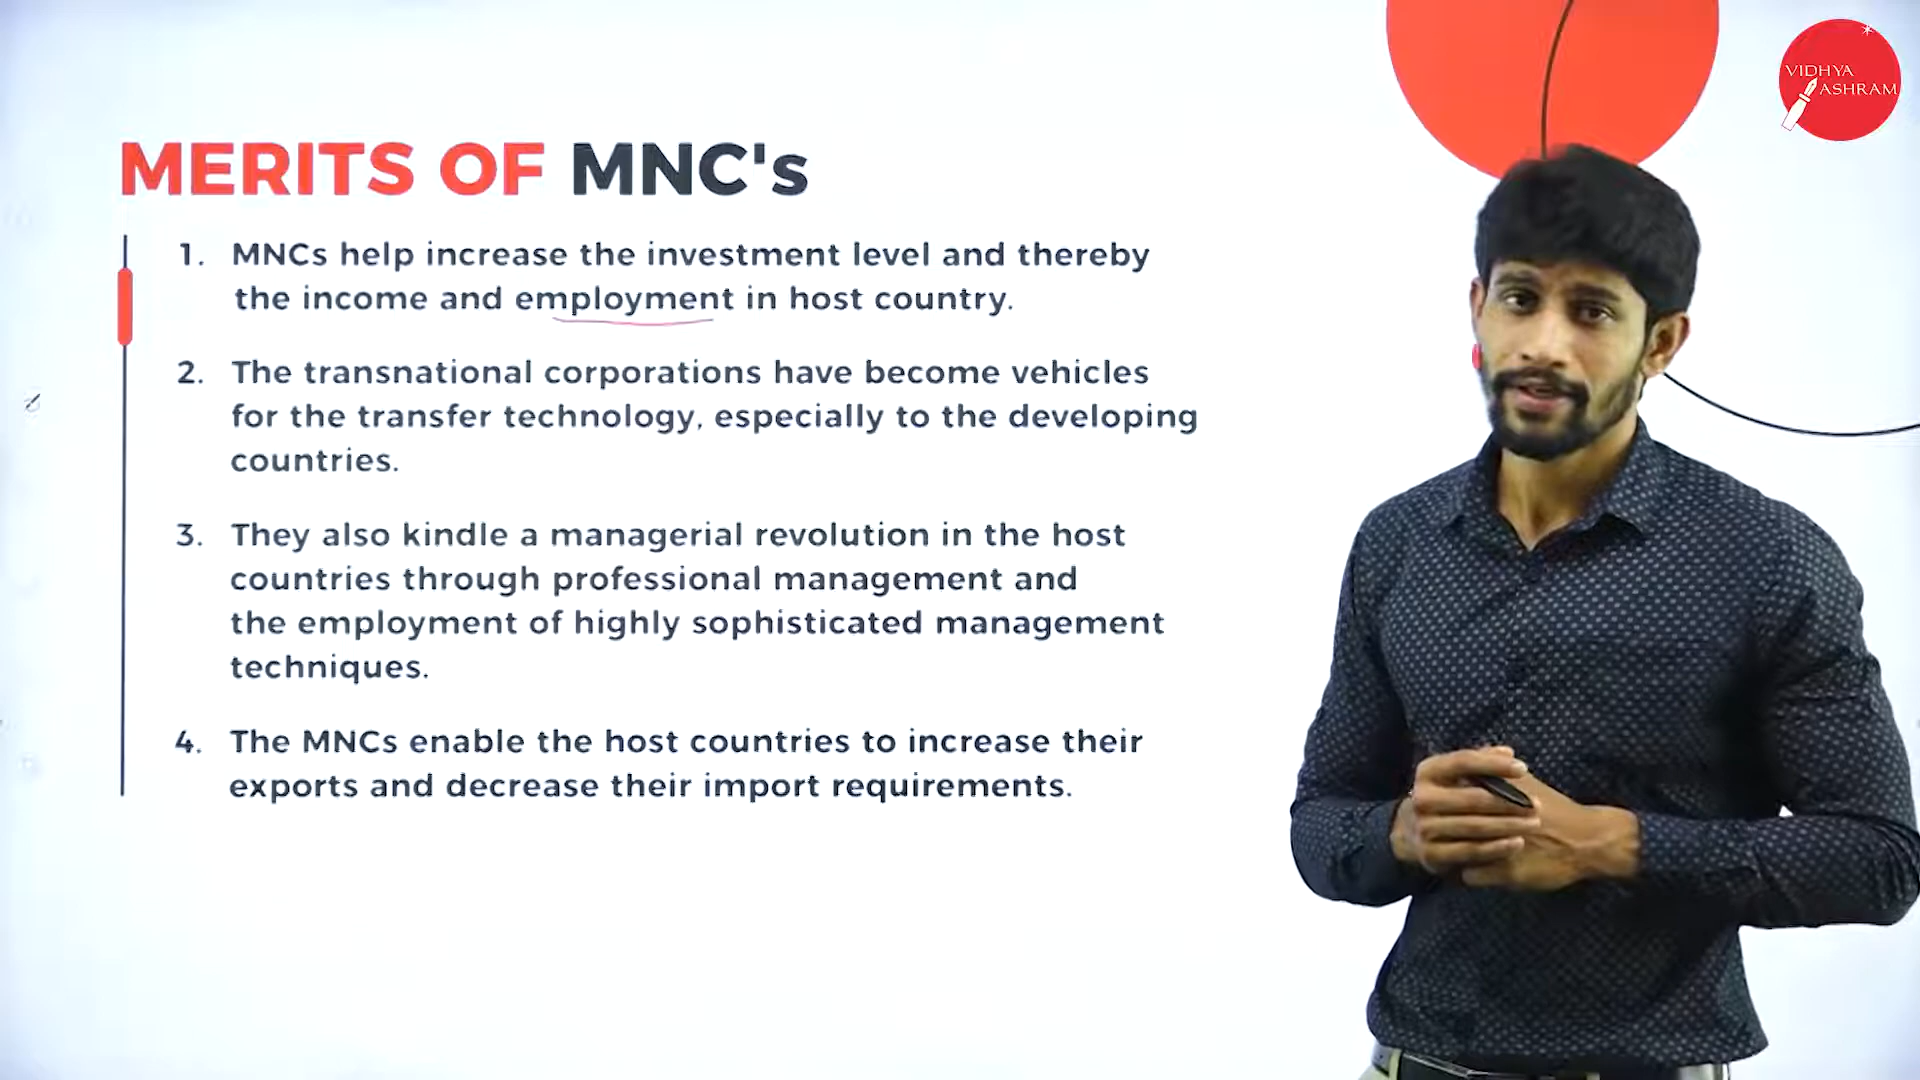 VIDHYA
ASHRAM
MERITS OF MNC's
1. MNCs help increase the investment level and thereby
the income and employment in host country.
2. The transnational corporations have become vehicles
for the transfer technology, especially to the developing
countries.
3. They also kindle a managerial revolution in the host
countries through professional management and
the employment of highly sophisticated management
techniques.
4. The MNCs enable the host countries to increase their
exports and decrease their import requirements.